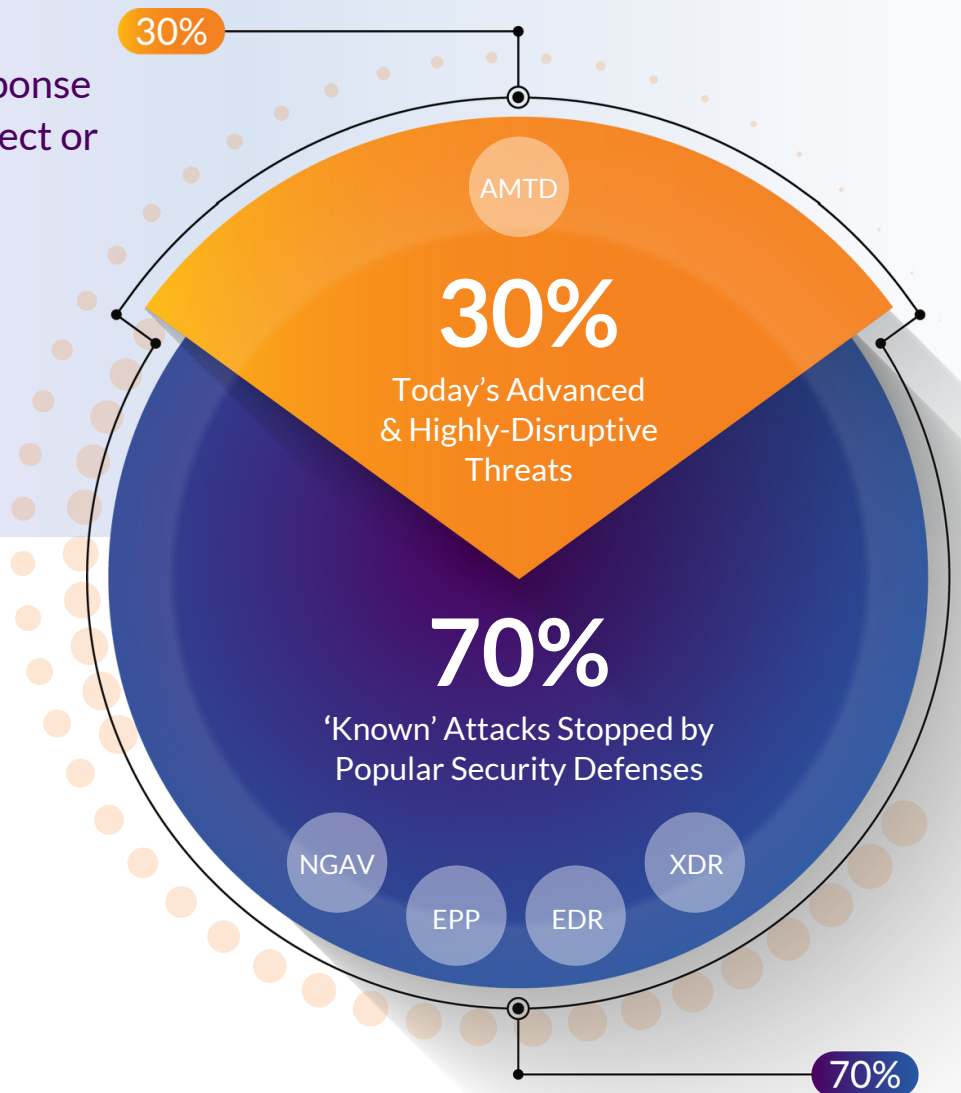 30%
ponse
ect or
AMTD
30%
Today’s Advanced
& Highly-Disruptive
Threats
70%
‘Known’ Attacks Stopped by
Popular Security Defenses
NGAV
XDR
EPP
EDR
70%